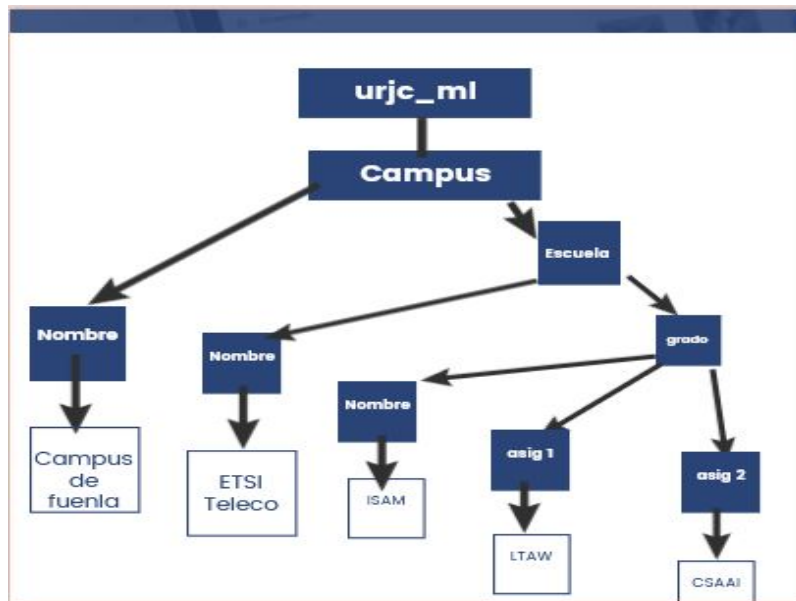 urjc_ml
Campus
Escuela
Nombre
grado
Nombre
Nombre
asig 1
asig 2
Campus
de
fuenla
ETSI
Teleco
ISAM
LTAW
CSAAI